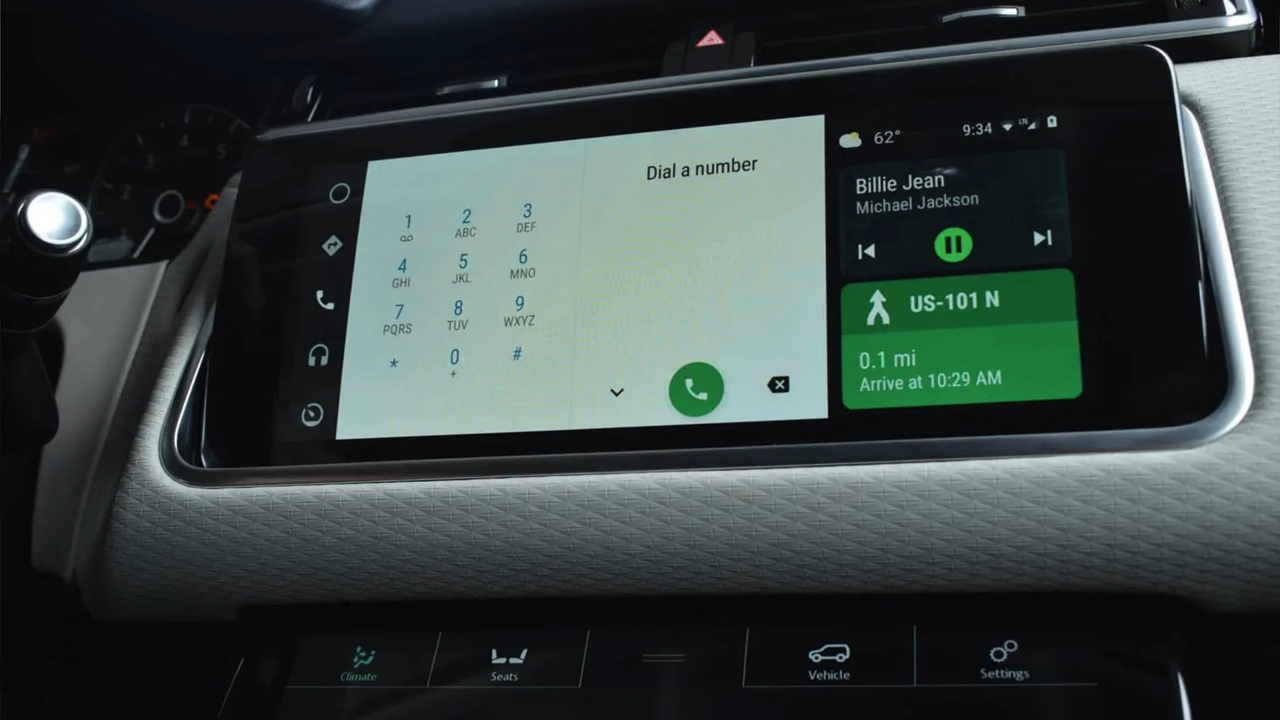 Dial a number
1
2
ABC
3
DEF
4
GHI
5
JKL
6
MNO
7
PQRS
8
TUV
9
WXYZ
*
0
+
#
62°
9:34
LTE
Billie Jean
Michael Jackson
US-101 N
0.1 mi
Arrive at 10:29 AM
Climate
Seats
Vehicle
Settings